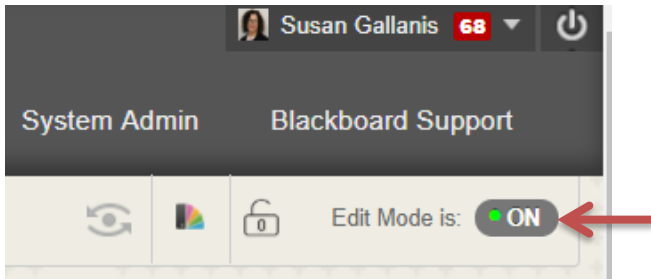 Susan Gallanis 68
System Admin Blackboard Support
0 Edit Mode is: ON